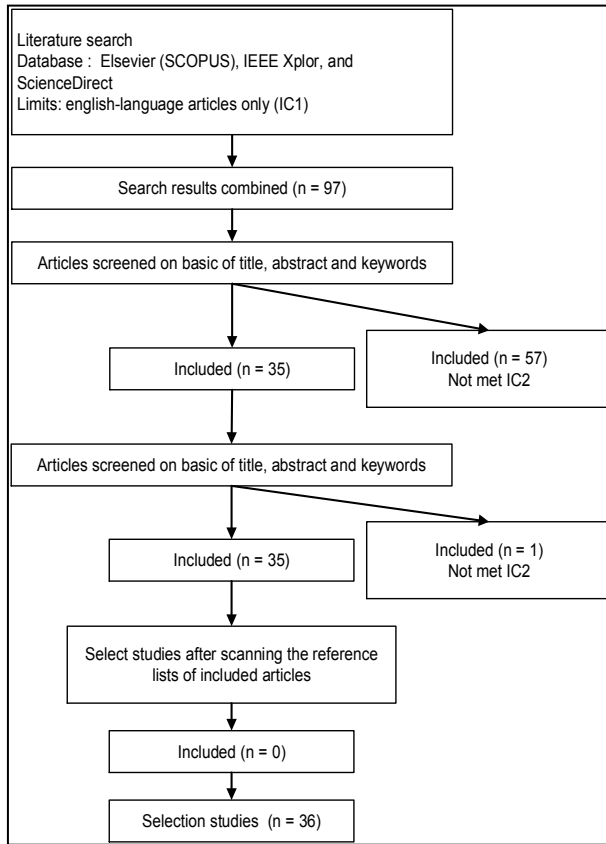 Literature search
Database : Elsevier (SCOPUS), IEEE Xplor, and
ScienceDirect
Limits: english-language articles only (IC1)
Search results combined (n = 97)
Articles screened on basic of title, abstract and keywords
Included (n = 35)
Included (n = 57)
Not met IC2
Articles screened on basic of title, abstract and keywords
Included (n = 35)
Included (n = 1)
Not met IC2
Select studies after scanning the reference
lists of included articles
Included (n = 0)
Selection studies (n = 36)